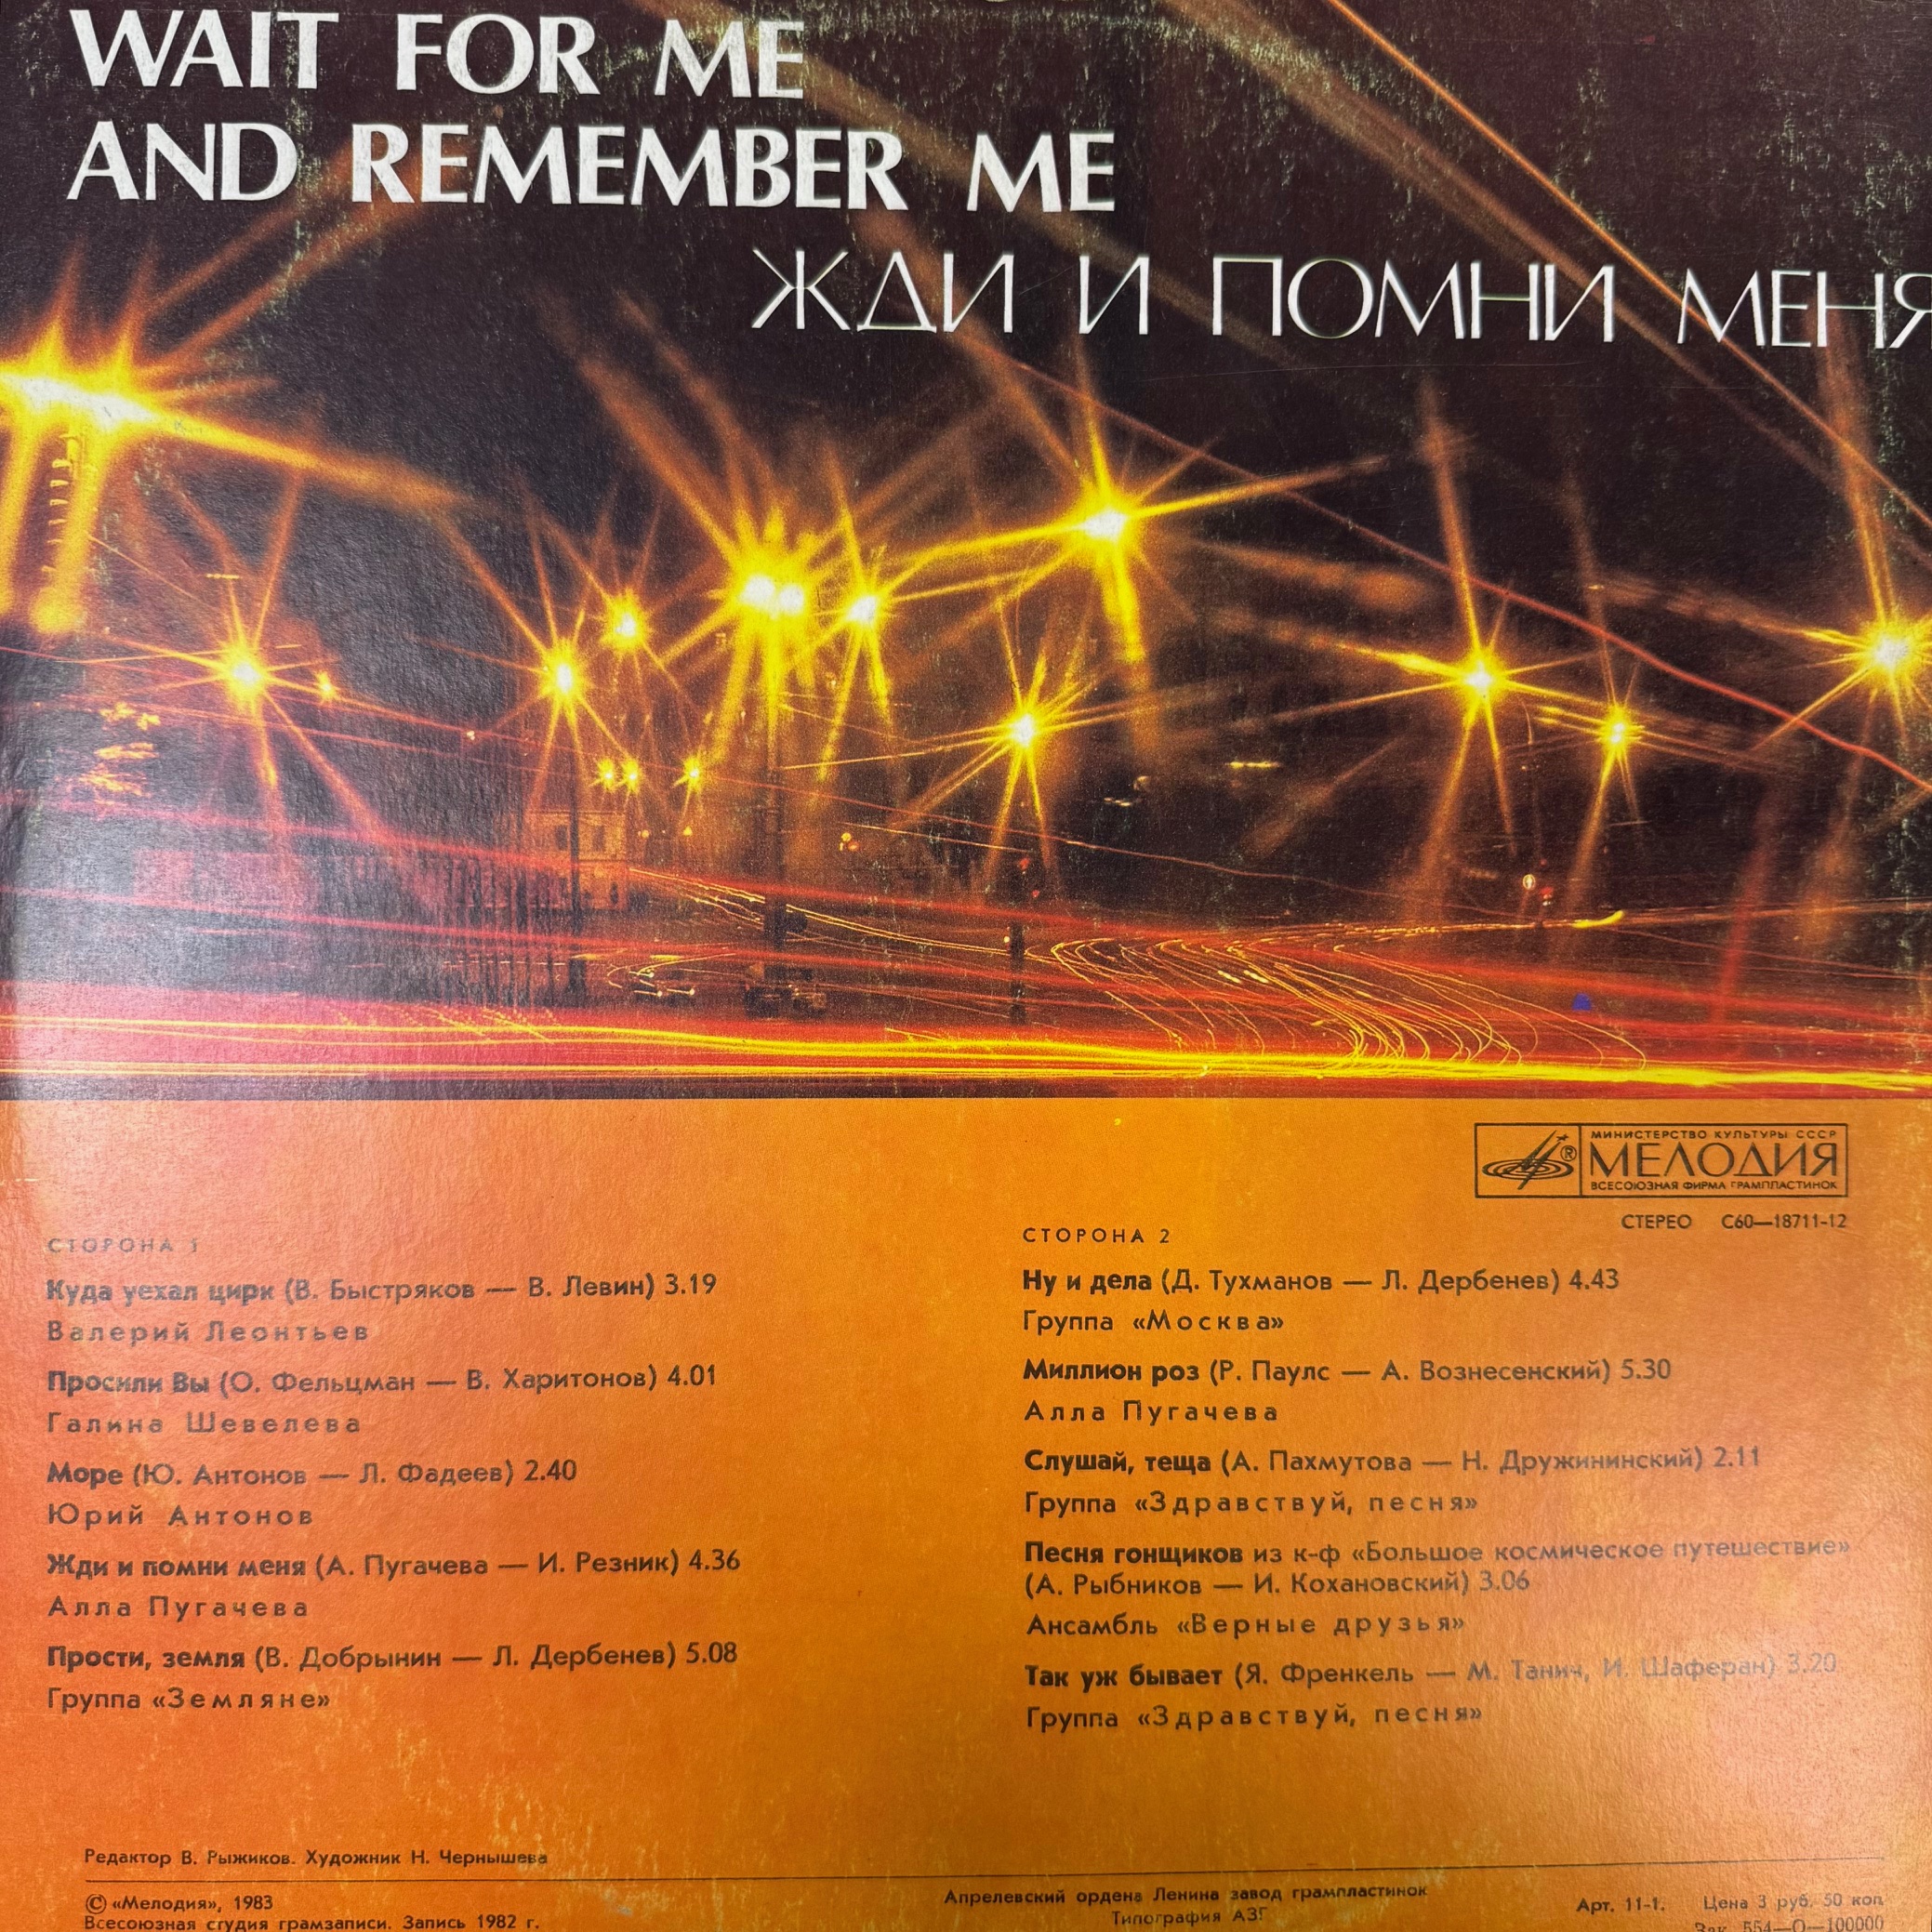 WAIT FOR ME
AND REMEMBER ME
ЖДИ И ПОМНИ МЕНЯ
МИНИСТЕРСТВО КУЛЬТУРЫ СССР
МЕЛОДИЯ
®
ВСЕСОЮЗНАЯ ФИРМА ГРАМПЛАСТИНОК
СТЕРЕО С60—18711-12
СТОРОНА 1
Куда уехал цирк (В. Быстряков — В. Левин) 3.19
Валерий Леонтьев
Просили Вы (О. Фельцман — В. Харитонов) 4.01
Галина Шевелева
Море (Ю. Антонов — Л. Фадеев) 2.40
Юрий Антонов
Жди и помни меня (А. Пугачева — И. Резник) 4.36
Алла Пугачева
Прости, земля (В. Добрынин — Л. Дербенев) 5.08
Группа «Земляне»
СТОРОНА 2
Ну и дела (Д. Тухманов — Л. Дербенев) 4.43
Группа «Москва»
Миллион роз (Р. Паулс — А. Вознесенский) 5.30
Алла Пугачева
Слушай, теща (А. Пахмутова — Н. Дружининский) 2.11
Группа «Здравствуй, песня»
Песня гонщиков из к-ф «Большое космическое путешествие»
(А. Рыбников — И. Кохановский) 3.06
Ансамбль «Верные друзья»
Так уж бывает (Я. Френкель — М. Танич, И. Шаферан) 3.20
Группа «Здравствуй, песня»
Редактор В. Рыжиков. Художник Н. Чернышева
© «Мелодия», 1983
Всесоюзная студия грамзаписи. Запись 1982 г.
Апрелевский ордена Ленина завод грампластинок
Типография АЗГ
Арт. 11-1. Цена 3 руб. 50 коп
Зак. 554—О—100000